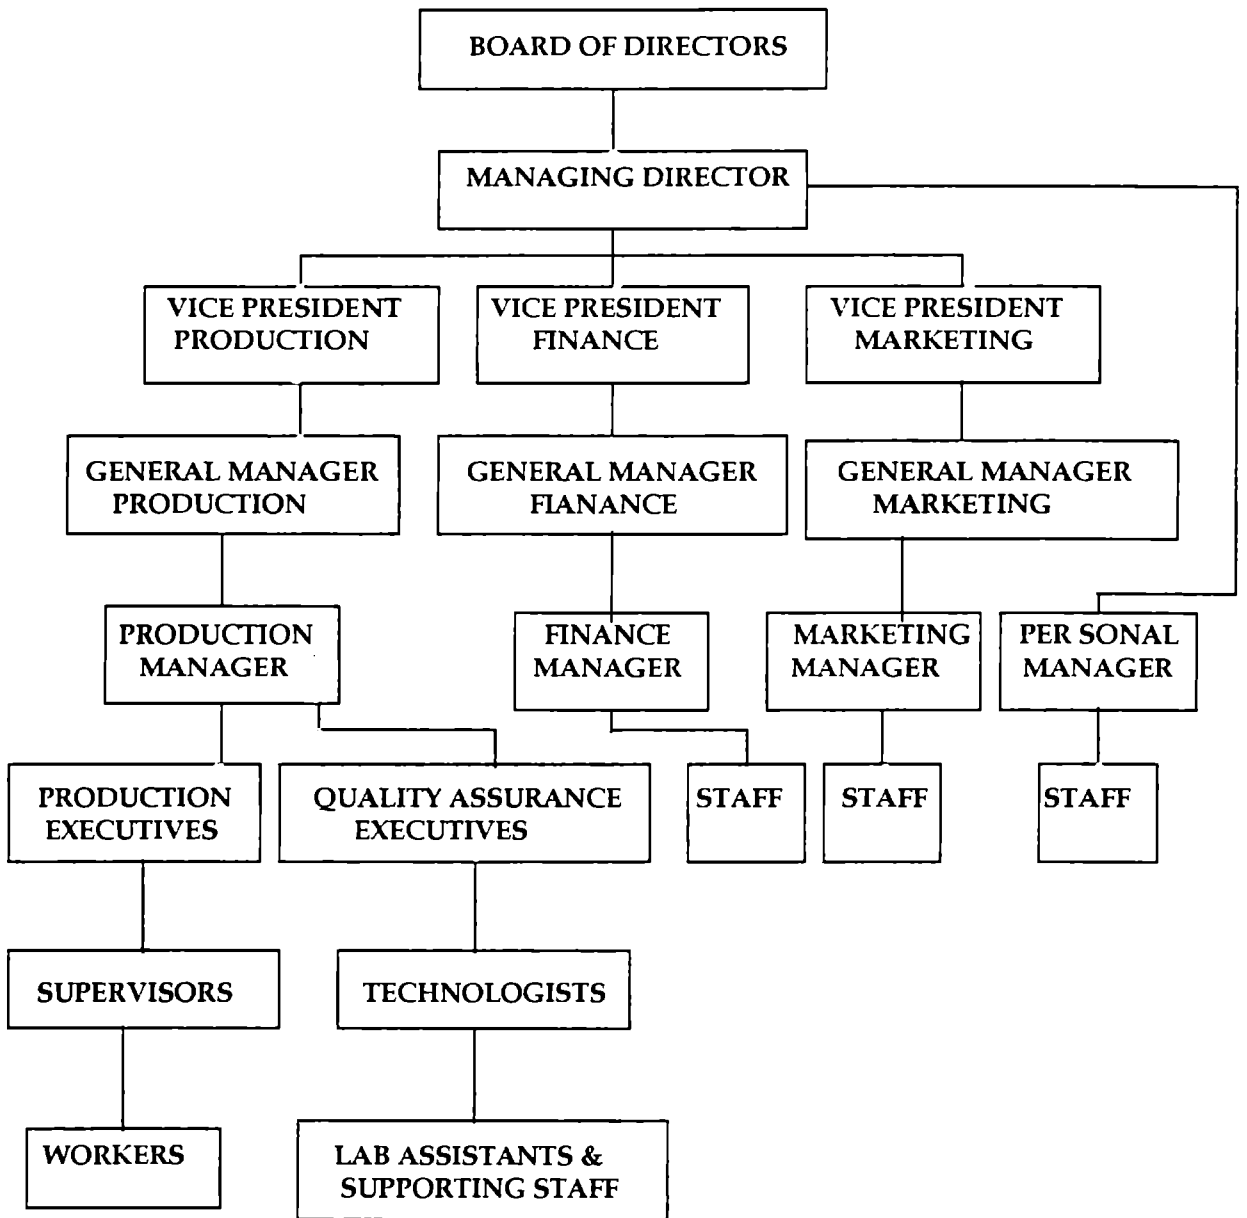 BOARD OF DIRECTORS
MANAGING DIRECTOR
VICE PRESIDENT
PRODUCTION
VICE PRESIDENT
FINANCE
VICE PRESIDENT
MARKETING
GENERAL MANAGER
PRODUCTION
GENERAL MANAGER
FIANANCE
GENERAL MANAGER
MARKETING
PRODUCTION
MANAGER
FINANCE
MANAGER
MARKETING
MANAGER
PER SONAL
MANAGER
PRODUCTION
EXECUTIVES
QUALITY ASSURANCE
EXECUTIVES
STAFF
STAFF
STAFF
SUPERVISORS
TECHNOLOGISTS
WORKERS
LAB ASSISTANTS &
SUPPORTING STAFF